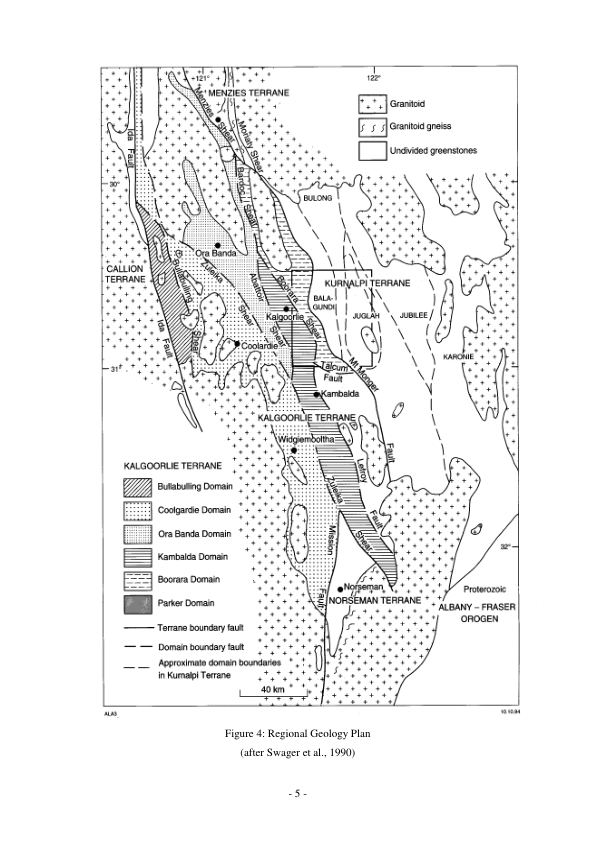 121°
122°
MENZIES TERRANE
Granitoid
Granitoid gneiss
Undivided greenstones
Menzies Shear
Moriaty Shear
Ida Fault
Bardoc Shear
30°
BULONG
Ora Banda
CALLION
TERRANE
Bullabulling
Shear
Zuleika
Shear
Abattoir
Shear
Boorara
Shear
KURNALPI TERRANE
BALA-
GUNDI
JUGLAH
JUBILEE
Kalgoorlie
Coolardie
KARONIE
Ida Fault
31°
Talcum
Fault
Mt Monger
Fault
Kambalda
KALGOORLIE TERRANE
Widgiemooltha
Lefroy
Fault
Zuleika
Shear
Mission
Fault
32°
Norseman
NORSEMAN TERRANE
Proterozoic
ALBANY – FRASER
OROGEN
KALGOORLIE TERRANE
Bullabulling Domain
Coolgardie Domain
Ora Banda Domain
Kambalda Domain
Boorara Domain
Parker Domain
Terrane boundary fault
Domain boundary fault
Approximate domain boundaries
in Kurnalpi Terrane
40 km
ALA3
10.10.94
Figure 4: Regional Geology Plan
(after Swager et al., 1990)
- 5 -